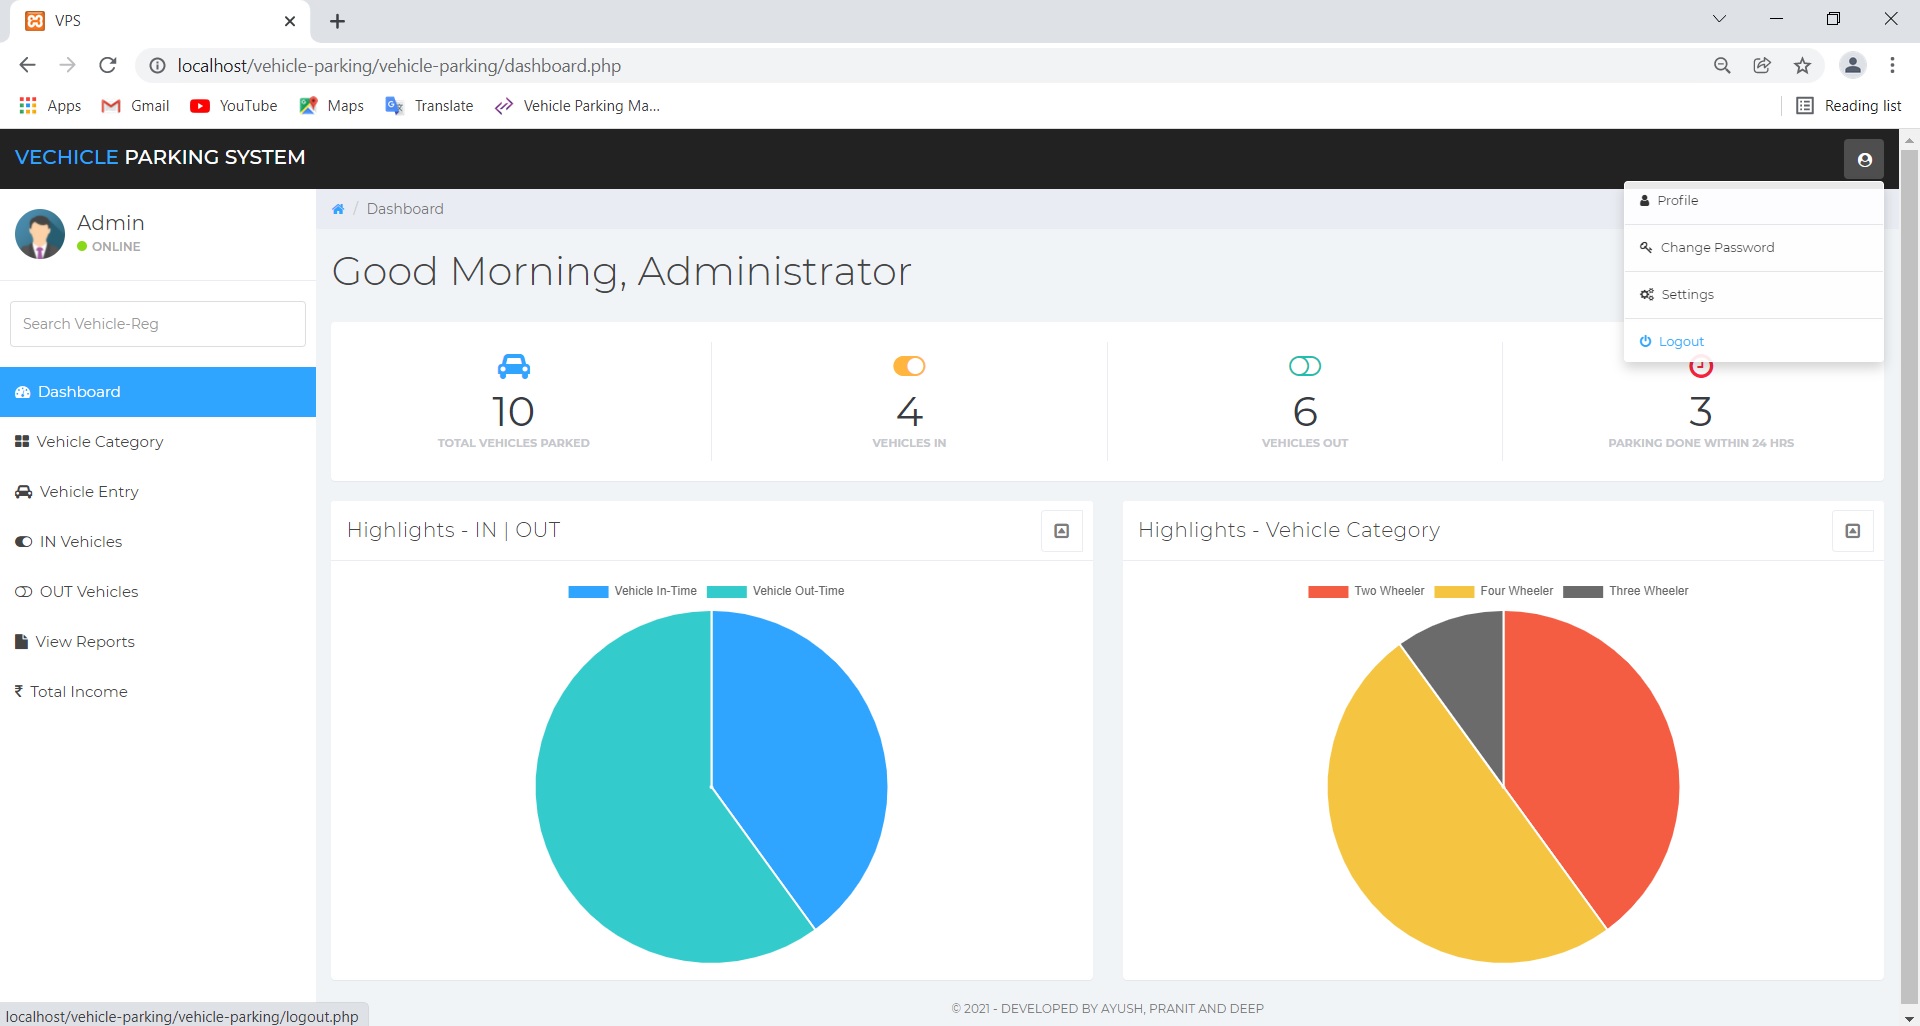 VPS
localhost/vehicle-parking/vehicle-parking/dashboard.php
Apps Gmail YouTube Maps Translate Vehicle Parking Ma... Reading list
VECHICLE PARKING SYSTEM
Admin
ONLINE
Search Vehicle-Reg
Dashboard
Vehicle Category
Vehicle Entry
IN Vehicles
OUT Vehicles
View Reports
₹ Total Income
/ Dashboard
Good Morning, Administrator
Profile
Change Password
Settings
Logout
10
TOTAL VEHICLES PARKED
4
VEHICLES IN
6
VEHICLES OUT
3
PARKING DONE WITHIN 24 HRS
Highlights - IN | OUT
Vehicle In-Time Vehicle Out-Time
Highlights - Vehicle Category
Two Wheeler Four Wheeler Three Wheeler
© 2021 - DEVELOPED BY AYUSH, PRANIT AND DEEP
localhost/vehicle-parking/vehicle-parking/logout.php